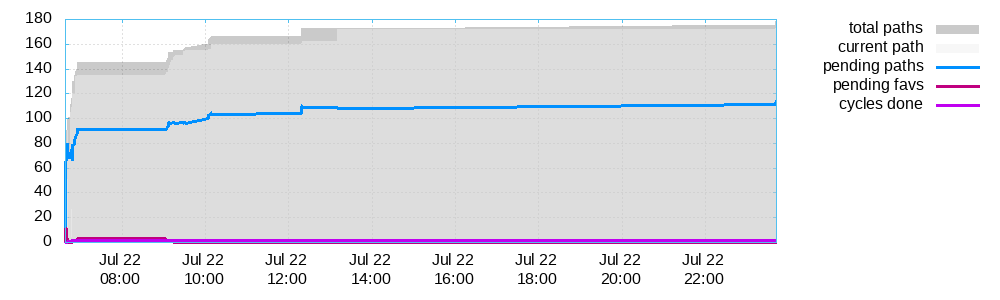 180
160
140
120
100
80
60
40
20
0
Jul 22
08:00
Jul 22
10:00
Jul 22
12:00
Jul 22
14:00
Jul 22
16:00
Jul 22
18:00
Jul 22
20:00
Jul 22
22:00
total paths
current path
pending paths
pending favs
cycles done